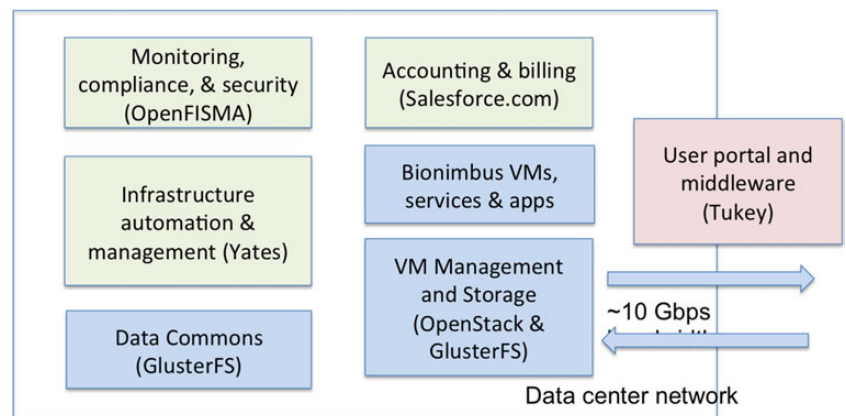 Monitoring,
compliance, & security
(OpenFISMA)
Accounting & billing
(Salesforce.com)
User portal and
middleware
(Tukey)
Infrastructure
automation &
management (Yates)
Bionimbus VMs,
services & apps
VM Management
and Storage
(OpenStack &
GlusterFS)
Data Commons
(GlusterFS)
~10 Gbps
Data center network